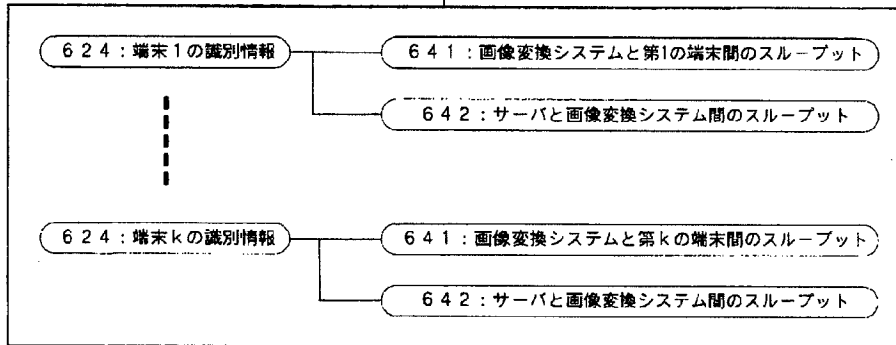 624:端末1の識別情報
641:画像変換システムと第1の端末間のスループット
642:サーバと画像変換システム間のスループット
624:端末kの識別情報
641:画像変換システムと第kの端末間のスループット
642:サーバと画像変換システム間のスループット